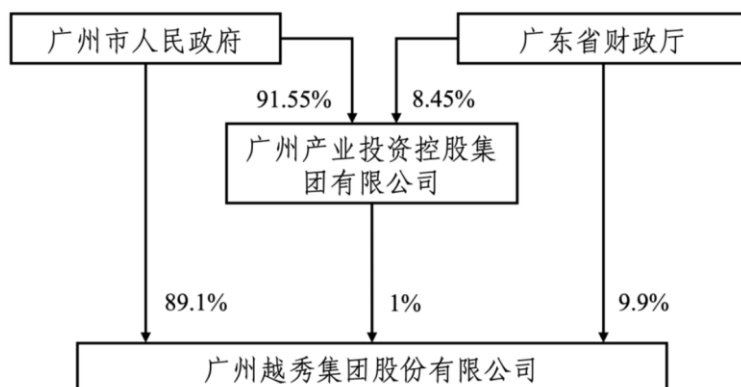 广州市人民政府
广东省财政厅
91.55%
8.45%
广州产业投资控股集
团有限公司
89.1%
1%
9.9%
广州越秀集团股份有限公司